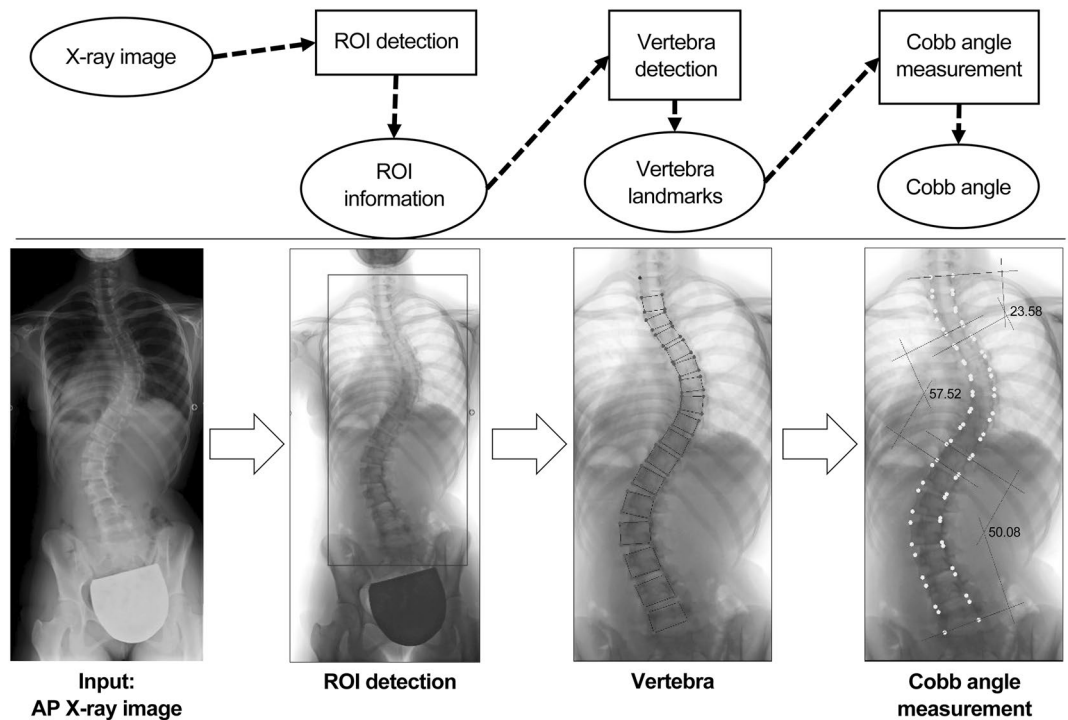 X-ray image
ROI detection
Vertebra
detection
Cobb angle
measurement
ROI
information
Vertebra
landmarks
Cobb angle
23.58
57.52
50.08
Input:
AP X-ray image
ROI detection
Vertebra
Cobb angle
measurement